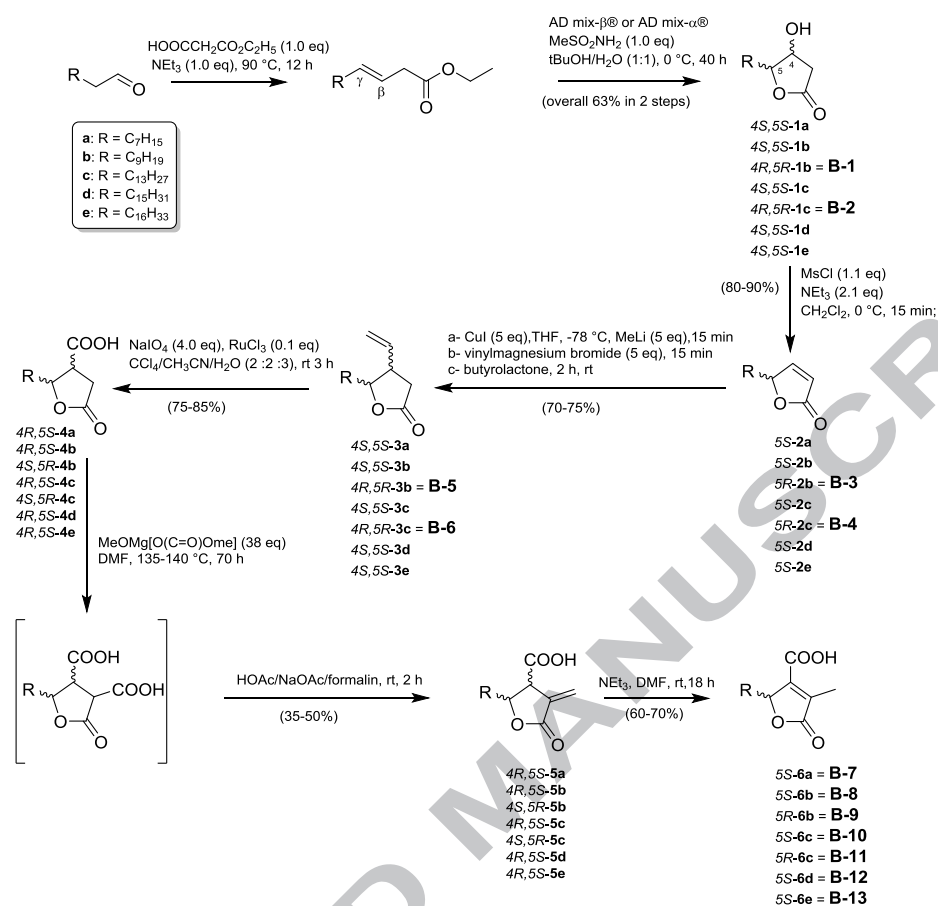 HOOCCH₂CO₂C₂H₅ (1.0 eq)
NEt₃ (1.0 eq), 90 °C, 12 h
R
O
R
γ
β
O
O
AD mix-β® or AD mix-α®
MeSO₂NH₂ (1.0 eq)
tBuOH/H₂O (1:1), 0 °C, 40 h
(overall 63% in 2 steps)
OH
R
5
4
O
O
a: R = C₇H₁₅
b: R = C₉H₁₉
c: R = C₁₃H₂₇
d: R = C₁₅H₃₁
e: R = C₁₆H₃₃
4S,5S-1a
4S,5S-1b
4R,5R-1b = B-1
4S,5S-1c
4R,5R-1c = B-2
4S,5S-1d
4S,5S-1e
(80-90%)
MsCl (1.1 eq)
NEt₃ (2.1 eq)
CH₂Cl₂, 0 °C, 15 min;
R
O
O
5S-2a
5S-2b
5R-2b = B-3
5S-2c
5R-2c = B-4
5S-2d
5S-2e
a- CuI (5 eq),THF, -78 °C, MeLi (5 eq),15 min
b- vinylmagnesium bromide (5 eq), 15 min
c- butyrolactone, 2 h, rt
(70-75%)
R
O
O
4S,5S-3a
4S,5S-3b
4R,5R-3b = B-5
4S,5S-3c
4R,5R-3c = B-6
4S,5S-3d
4S,5S-3e
NaIO₄ (4.0 eq), RuCl₃ (0.1 eq)
CCl₄/CH₃CN/H₂O (2 :2 :3), rt 3 h
(75-85%)
COOH
R
O
O
4R,5S-4a
4R,5S-4b
4S,5R-4b
4R,5S-4c
4S,5R-4c
4R,5S-4d
4R,5S-4e
MeOMg[O(C=O)Ome] (38 eq)
DMF, 135-140 °C, 70 h
COOH
R
COOH
O
O
HOAc/NaOAc/formalin, rt, 2 h
(35-50%)
COOH
R
O
O
4R,5S-5a
4R,5S-5b
4S,5R-5b
4R,5S-5c
4S,5R-5c
4R,5S-5d
4R,5S-5e
NEt₃, DMF, rt,18 h
(60-70%)
COOH
R
O
O
5S-6a = B-7
5S-6b = B-8
5R-6b = B-9
5S-6c = B-10
5R-6c = B-11
5S-6d = B-12
5S-6e = B-13
D MANUSCR